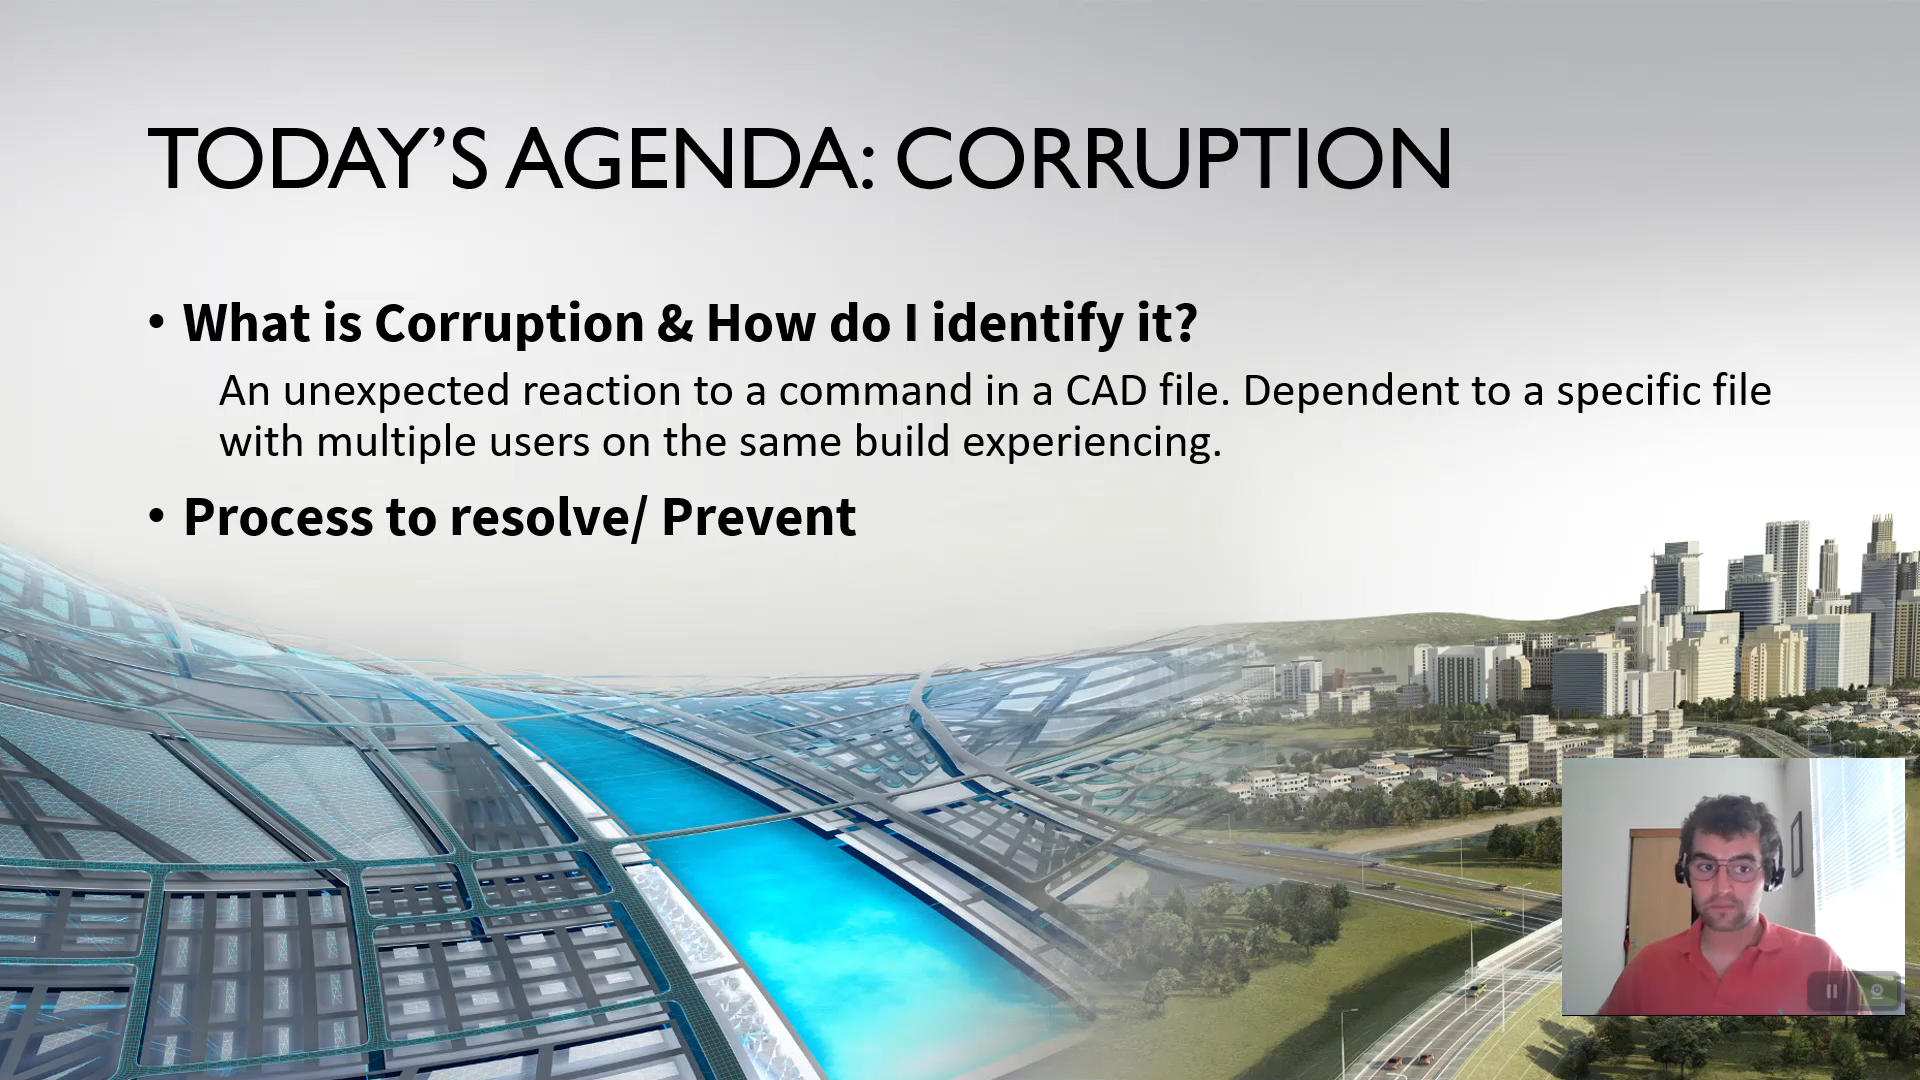 TODAY’S AGENDA: CORRUPTION
• What is Corruption & How do I identify it?
An unexpected reaction to a command in a CAD file. Dependent to a specific file
with multiple users on the same build experiencing.
• Process to resolve/ Prevent